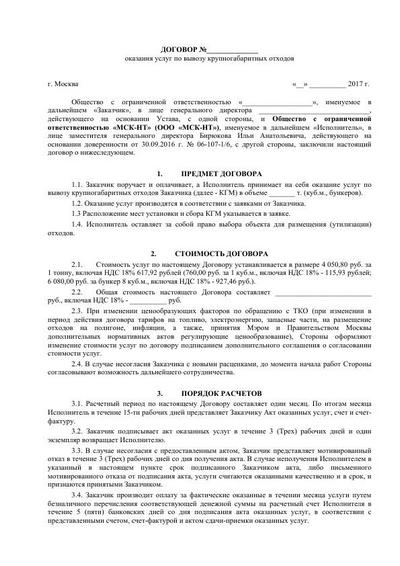 ДОГОВОР №_______________
оказания услуг по вывозу крупногабаритных отходов
г. Москва «__» __________ 2017 г.
Общество с ограниченной ответственностью «____________________», именуемое в
дальнейшем «Заказчик», в лице генерального директора ____________________________,
действующего на основании Устава, с одной стороны, и Общество с ограниченной
ответственностью «МСК-НТ» (ООО «МСК-НТ»), именуемое в дальнейшем «Исполнитель», в
лице заместителя генерального директора Бирюкова Ильи Анатольевича, действующего на
основании доверенности от 30.09.2016 г. № 06-107-1/6, с другой стороны, заключили настоящий
договор о нижеследующем.
1. ПРЕДМЕТ ДОГОВОРА
1.1. Заказчик поручает и оплачивает, а Исполнитель принимает на себя оказание услуг по
вывозу крупногабаритных отходов Заказчика (далее - КГМ) в объеме _______ т. (куб.м., бункеров).
1.2. Оказание услуг производятся в соответствии с заявками от Заказчика.
1.3 Расположение мест установки и сбора КГМ указывается в заявке.
1.4. Исполнитель оставляет за собой право выбора объекта для размещения (утилизации)
отходов.
2. СТОИМОСТЬ ДОГОВОРА
2.1. Стоимость услуг по настоящему Договору устанавливается в размере 4 050,80 руб. за
1 тонну, включая НДС 18% 617,92 рублей (760,00 руб. за 1 куб.м., включая НДС 18% - 115,93 рублей;
6 080,00 руб. за бункер 8 куб.м., включая НДС 18% - 927,46 руб.).
2.2. Общая стоимость настоящего Договора составляет ____________________________
руб., включая НДС 18% - __________ руб.
2.3. При изменении ценообразующих факторов по обращению с ТКО (при изменении в
период действия договора тарифов на топливо, электроэнергию, запасные части, на размещение
отходов на полигоне, инфляции, а также, принятия Мэром и Правительством Москвы
дополнительных нормативных актов регулирующие ценообразование), Стороны оформляют
изменение стоимости услуг по договору подписанием дополнительного соглашения о согласовании
стоимости услуг.
2.4. В случае несогласия Заказчика с новыми расценками, до момента начала работ Стороны
согласовывают возможность дальнейшего сотрудничества.
3. ПОРЯДОК РАСЧЕТОВ
3.1. Расчетный период по настоящему Договору составляет один месяц. По итогам месяца
Исполнитель в течение 15-ти рабочих дней представляет Заказчику Акт оказанных услуг, счет и счет-
фактуру.
3.2. Заказчик подписывает акт оказанных услуг в течение 3 (Трех) рабочих дней и один
экземпляр возвращает Исполнителю.
3.3. В случае несогласия с предоставленным актом, Заказчик представляет мотивированный
отказ в течение 3 (Трех) рабочих дней со дня получения акта. В случае неполучения Исполнителем в
указанный в настоящем пункте срок подписанного Заказчиком акта, либо письменного
мотивированного отказа от подписания акта, услуги считаются оказанными качественно и в срок, и
признаются принятыми Заказчиком.
3.4. Заказчик производит оплату за фактические оказанные в течение месяца услуги путем
безналичного перечисления соответствующей денежной суммы на расчетный счет Исполнителя в
течение 5 (пяти) банковских дней со дня подписания акта оказанных услуг, в соответствии с
представленными счетом, счет-фактурой и актом сдачи-приемки оказанных услуг.